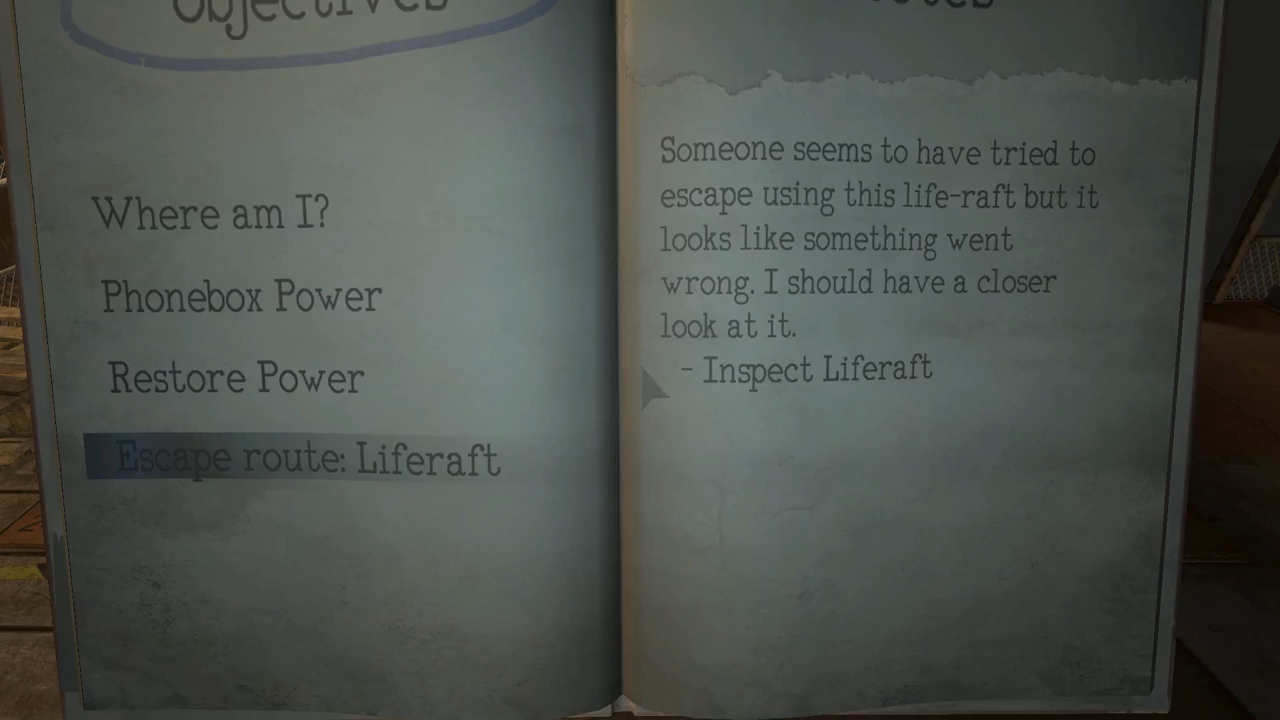 Objectives
Where am I?
Phonebox Power
Restore Power
Escape route: Liferaft
Someone seems to have tried to
escape using this life-raft but it
looks like something went
wrong. I should have a closer
look at it.
- Inspect Liferaft